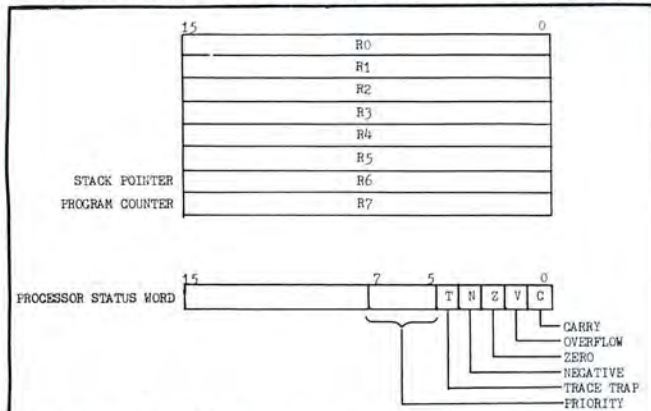 15 0
R0
R1
R2
R3
R4
R5
STACK POINTER R6
PROGRAM COUNTER R7
15 7 5 0
PROCESSOR STATUS WORD T N Z V C
CARRY
OVERFLOW
ZERO
NEGATIVE
TRACE TRAP
PRIORITY